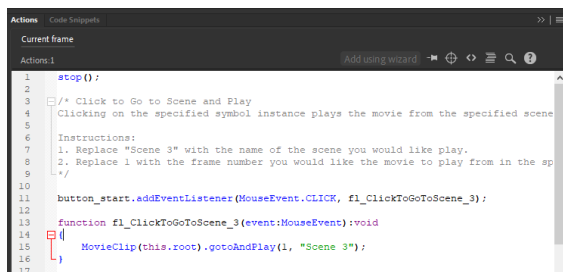 Actions Code Snippets
Current frame
Actions:1 Add using wizard
1 stop();
2
3 /* Click to Go to Scene and Play
4 Clicking on the specified symbol instance plays the movie from the specified scene
5
6 Instructions:
7 1. Replace "Scene 3" with the name of the scene you would like play.
8 2. Replace 1 with the frame number you would like the movie to play from in the sp
9 */
10
11 button_start.addEventListener(MouseEvent.CLICK, fl_ClickToGoToScene_3);
12
13 function fl_ClickToGoToScene_3(event:MouseEvent):void
14 {
15 MovieClip(this.root).gotoAndPlay(1, "Scene 3");
16 }
17